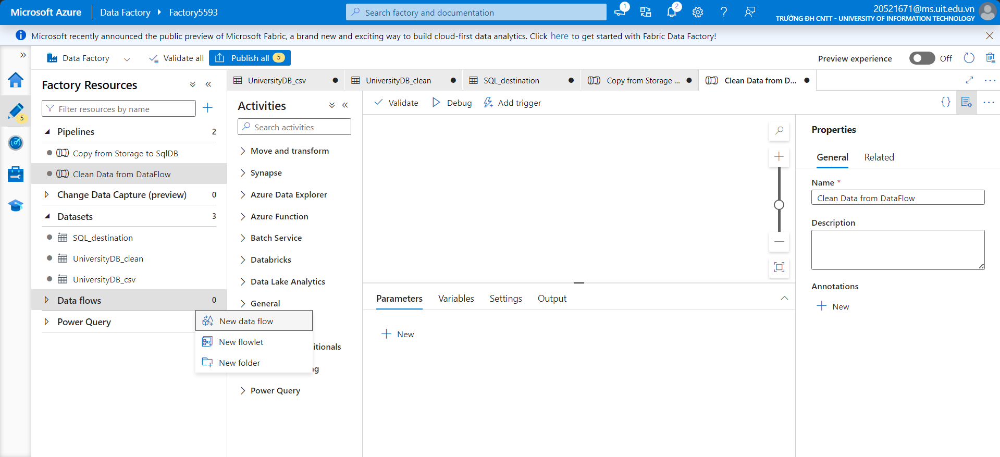 Microsoft Azure
Data Factory
Factory5593
Search factory and documentation
1
2
20521671@ms.uit.edu.vn
TRƯỜNG ĐH CNTT - UNIVERSITY OF INFORMATION TECHNOLOGY
Microsoft recently announced the public preview of Microsoft Fabric, a brand new and exciting way to build cloud-first data analytics. Click here to get started with Fabric Data Factory!
Data Factory
Validate all
Publish all 5
Preview experience
Off
5
Factory Resources
Filter resources by name
Pipelines 2
Copy from Storage to SqlDB
Clean Data from DataFlow
Change Data Capture (preview) 0
Datasets 3
SQL_destination
UniversityDB_clean
UniversityDB_csv
Data flows 0
Power Query
New data flow
New flowlet
New folder
UniversityDB_csv
UniversityDB_clean
SQL_destination
Copy from Storage ...
Clean Data from D...
Activities
Search activities
Move and transform
Synapse
Azure Data Explorer
Azure Function
Batch Service
Databricks
Data Lake Analytics
General
itionals
ng
Power Query
Validate
Debug
Add trigger
{}
Parameters
Variables
Settings
Output
New
Properties
General
Related
Name *
Clean Data from DataFlow
Description
Annotations
New